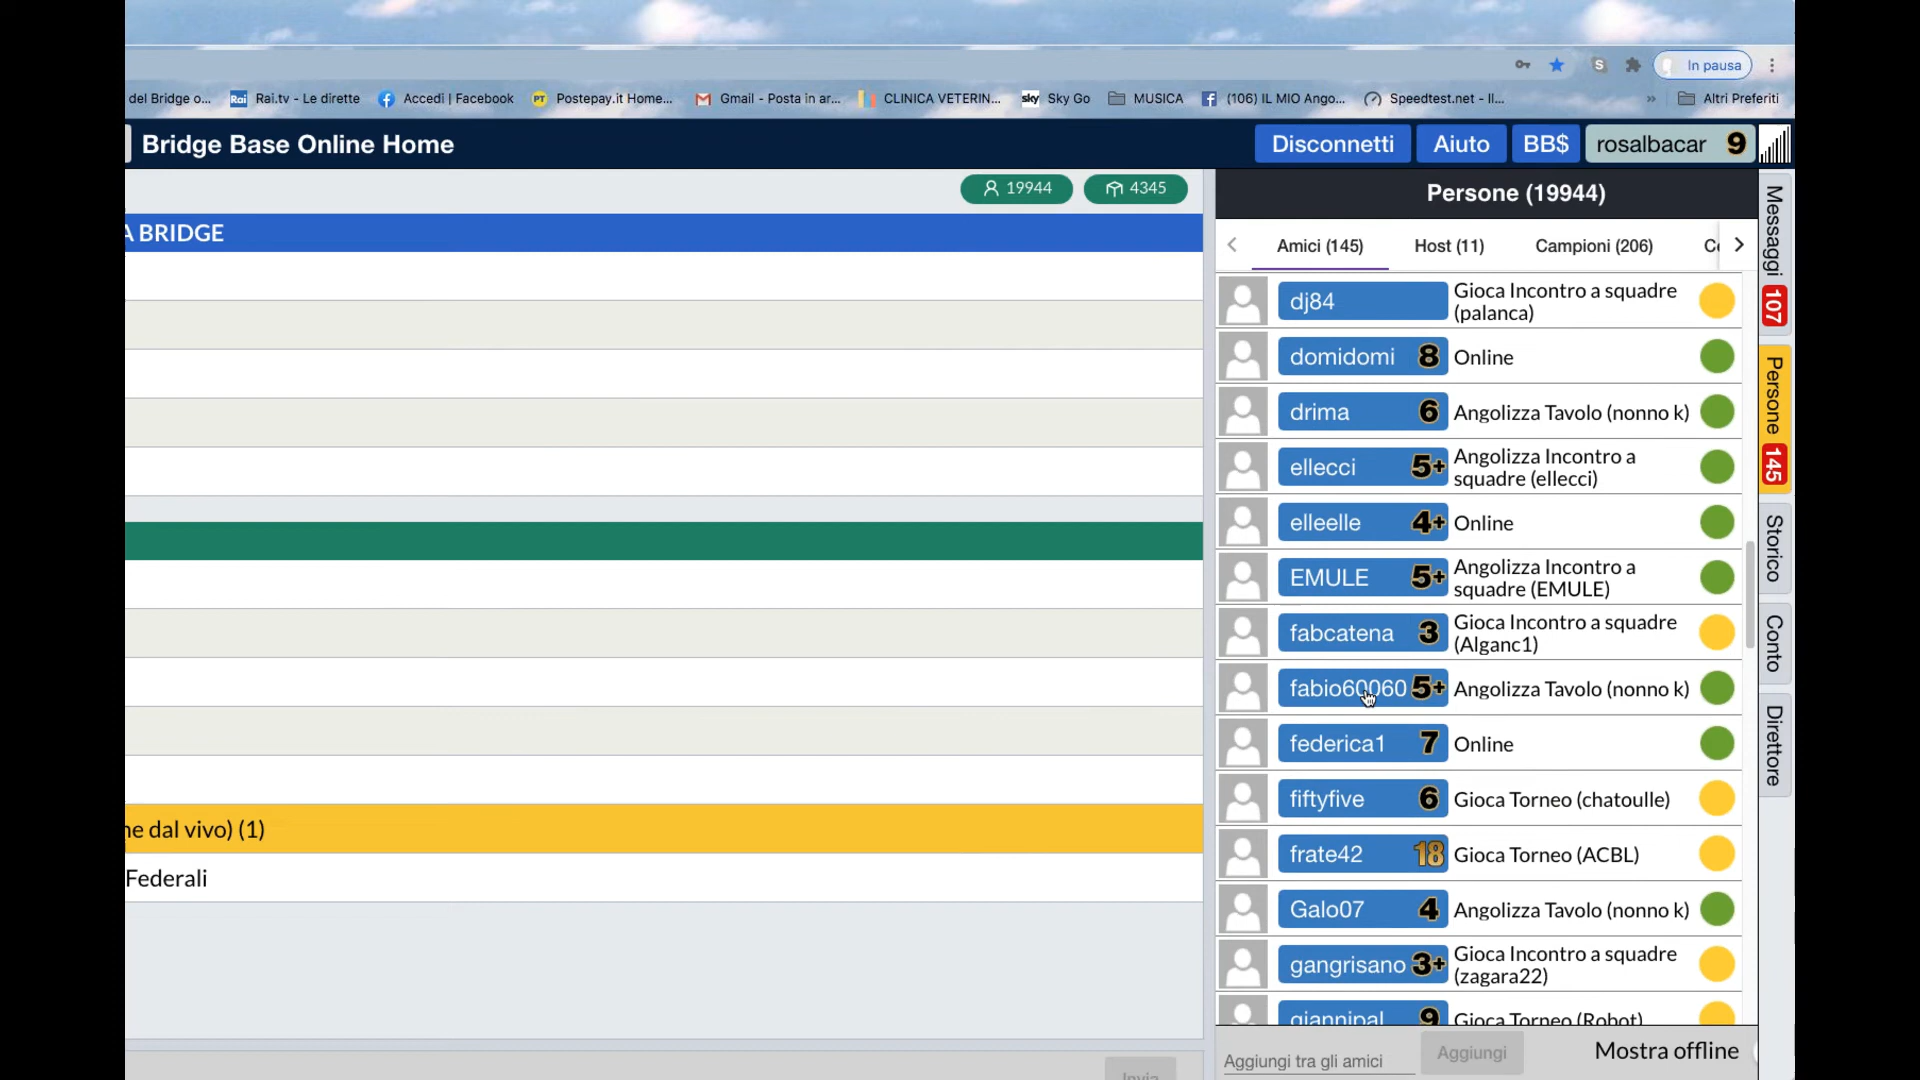 In pausa
del Bridge o...
Rai
Rai.tv - Le dirette
Accedi | Facebook
PT
Postepay.it Home...
Gmail - Posta in ar...
CLINICA VETERIN...
sky
Sky Go
MUSICA
(106) IL MIO Ango...
Speedtest.net - Il...
»
Altri Preferiti
Bridge Base Online Home
Disconnetti
Aiuto
BB$
rosalbacar 9
19944
4345
A BRIDGE
ne dal vivo) (1)
Federali
Persone (19944)
Amici (145)
Host (11)
Campioni (206)
dj84
Gioca Incontro a squadre
(palanca)
domidomi 8
Online
drima 6
Angolizza Tavolo (nonno k)
ellecci 5+
Angolizza Incontro a
squadre (ellecci)
elleelle 4+
Online
EMULE 5+
Angolizza Incontro a
squadre (EMULE)
fabcatena 3
Gioca Incontro a squadre
(Alganc1)
fabio60060 5+
Angolizza Tavolo (nonno k)
federica1 7
Online
fiftyfive 6
Gioca Torneo (chatoulle)
frate42 18
Gioca Torneo (ACBL)
Galo07 4
Angolizza Tavolo (nonno k)
gangrisano 3+
Gioca Incontro a squadre
(zagara22)
giannipal 9
Gioca Torneo (Robot)
Aggiungi tra gli amici
Aggiungi
Mostra offline
Invia
Messaggi 107
Persone 145
Storico
Conto
Direttore